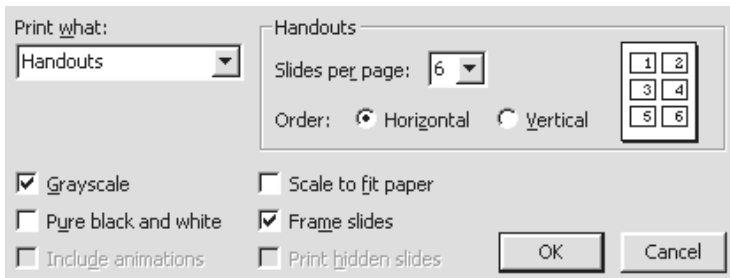 Print what:
Handouts
Handouts
Slides per page: 6
Order: Horizontal Vertical
1 2
3 4
5 6
Grayscale
Scale to fit paper
Pure black and white
Frame slides
Include animations
Print hidden slides
OK
Cancel